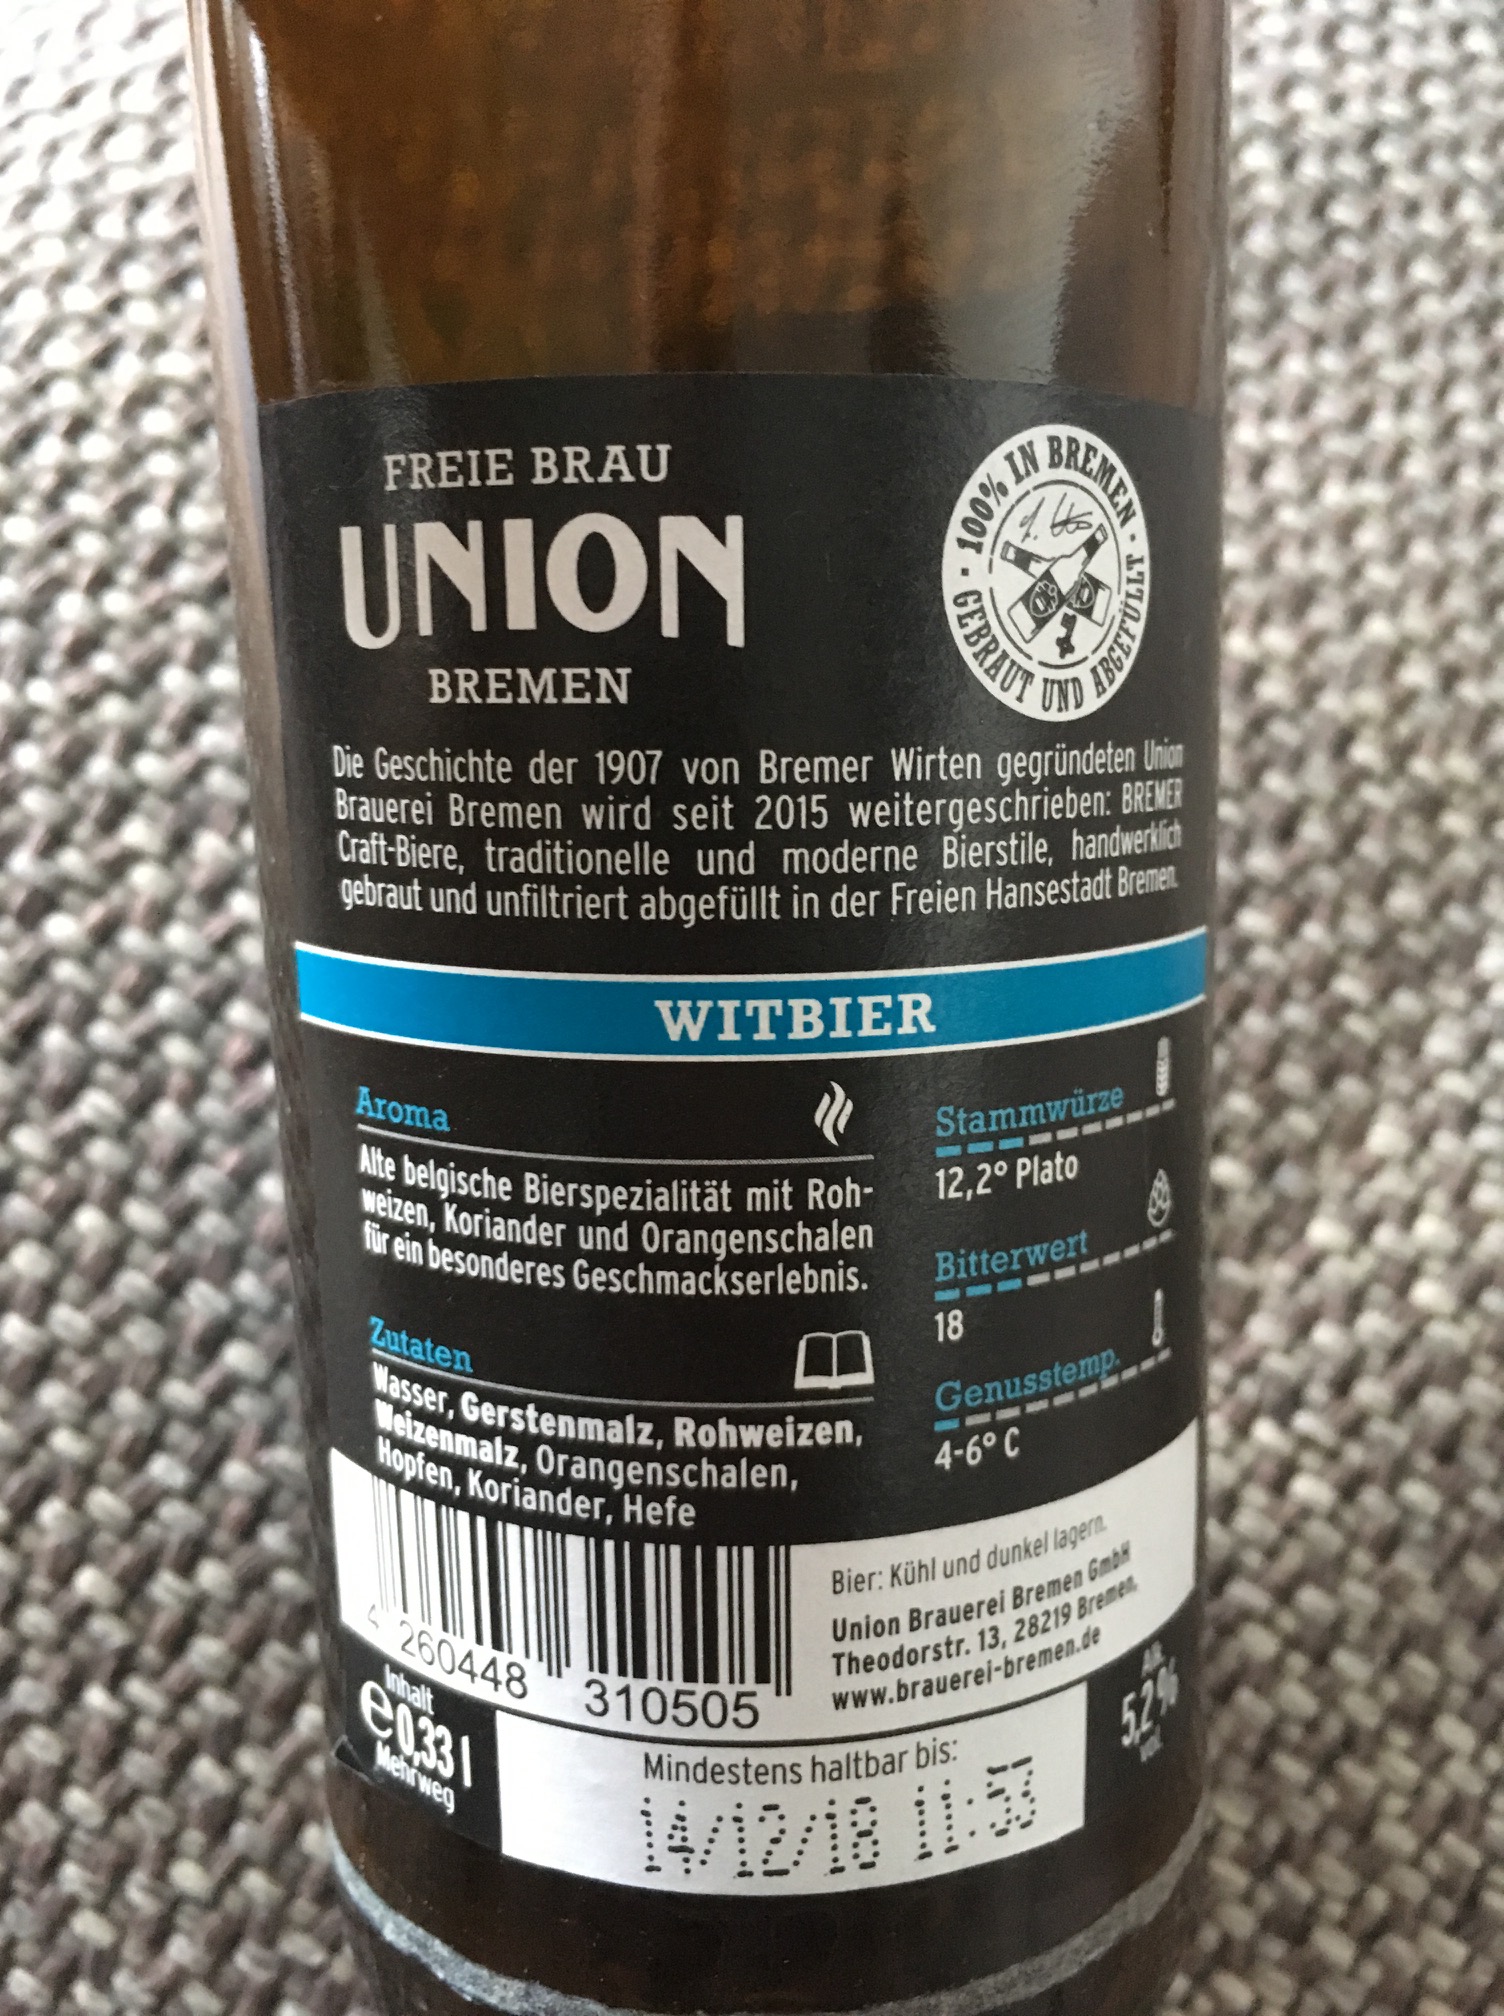 FREIE BRAU
UNION
BREMEN
100% IN BREMEN
GEBRAUT UND ABGEFÜLLT
Die Geschichte der 1907 von Bremer Wirten gegründeten Union
Brauerei Bremen wird seit 2015 weitergeschrieben: BREMER
Craft-Biere, traditionelle und moderne Bierstile, handwerklich
gebraut und unfiltriert abgefüllt in der Freien Hansestadt Bremen.
WITBIER
Aroma
Alte belgische Bierspezialität mit Roh-
weizen, Koriander und Orangenschalen
für ein besonderes Geschmackserlebnis.
Zutaten
Wasser, Gerstenmalz, Rohweizen,
Weizenmalz, Orangenschalen,
Hopfen, Koriander, Hefe
Stammwürze
12,2° Plato
Bitterwert
18
Genusstemp.
4-6° C
Bier: Kühl und dunkel lagern.
Union Brauerei Bremen GmbH
Theodorstr. 13, 28219 Bremen,
www.brauerei-bremen.de
4 260448 310505
Inhalt
e 0,33 l
Mehrweg
Alk.
5,2%
vol.
Mindestens haltbar bis:
14/12/18 11:53